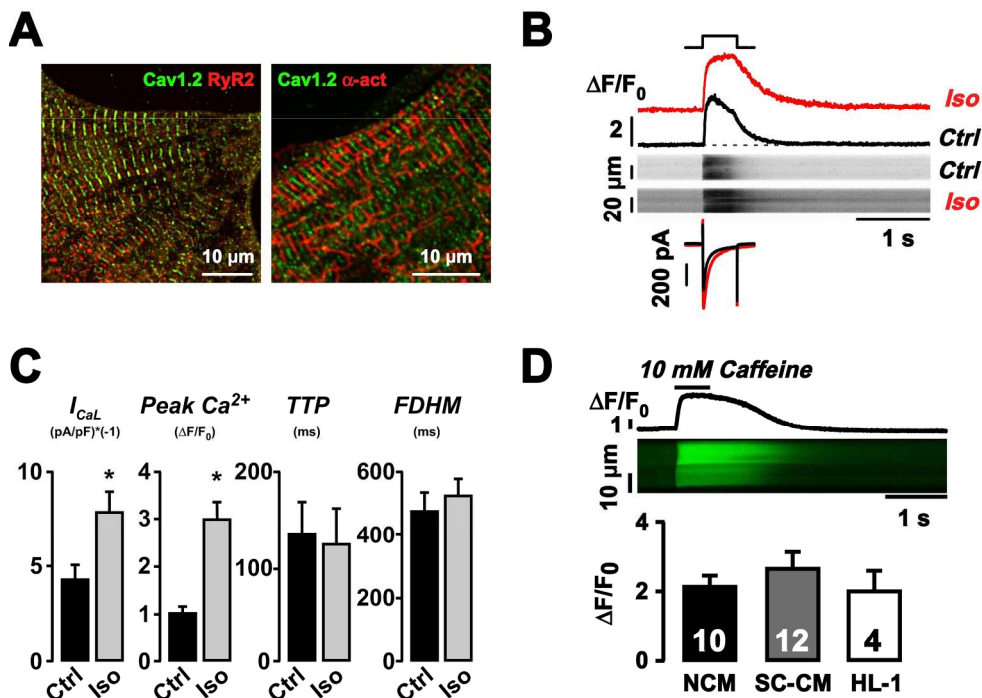 A
Cav1.2 RyR2
10 µm
Cav1.2 α-act
10 µm
B
ΔF/F0
2
Iso
Ctrl
20 µm
Ctrl
Iso
1 s
200 pA
C
ICaL
(pA/pF)*(-1)
10
5
0
*
Ctrl
Iso
Peak Ca2+
(ΔF/F0)
4
3
2
1
0
*
Ctrl
Iso
TTP
(ms)
200
100
0
Ctrl
Iso
FDHM
(ms)
600
400
200
0
Ctrl
Iso
D
10 mM Caffeine
ΔF/F0
1
10 µm
1 s
ΔF/F0
4
2
0
10
12
4
NCM
SC-CM
HL-1